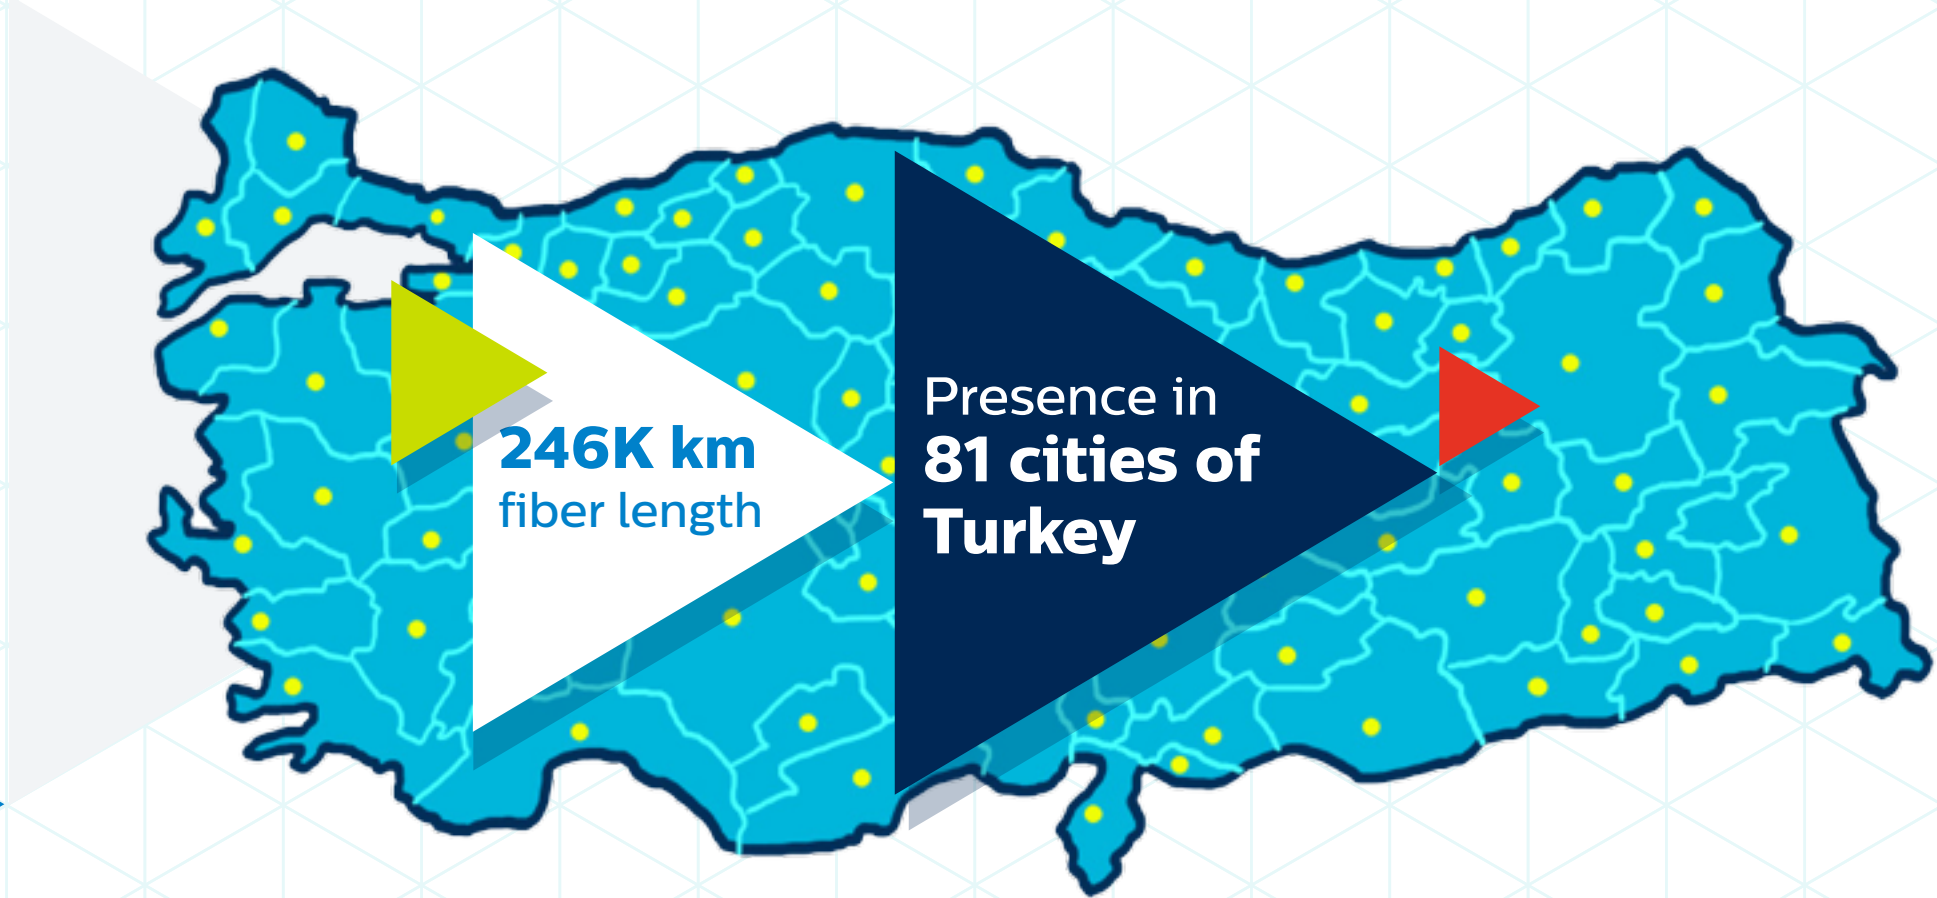 246K km
fiber length
Presence in
81 cities of
Turkey